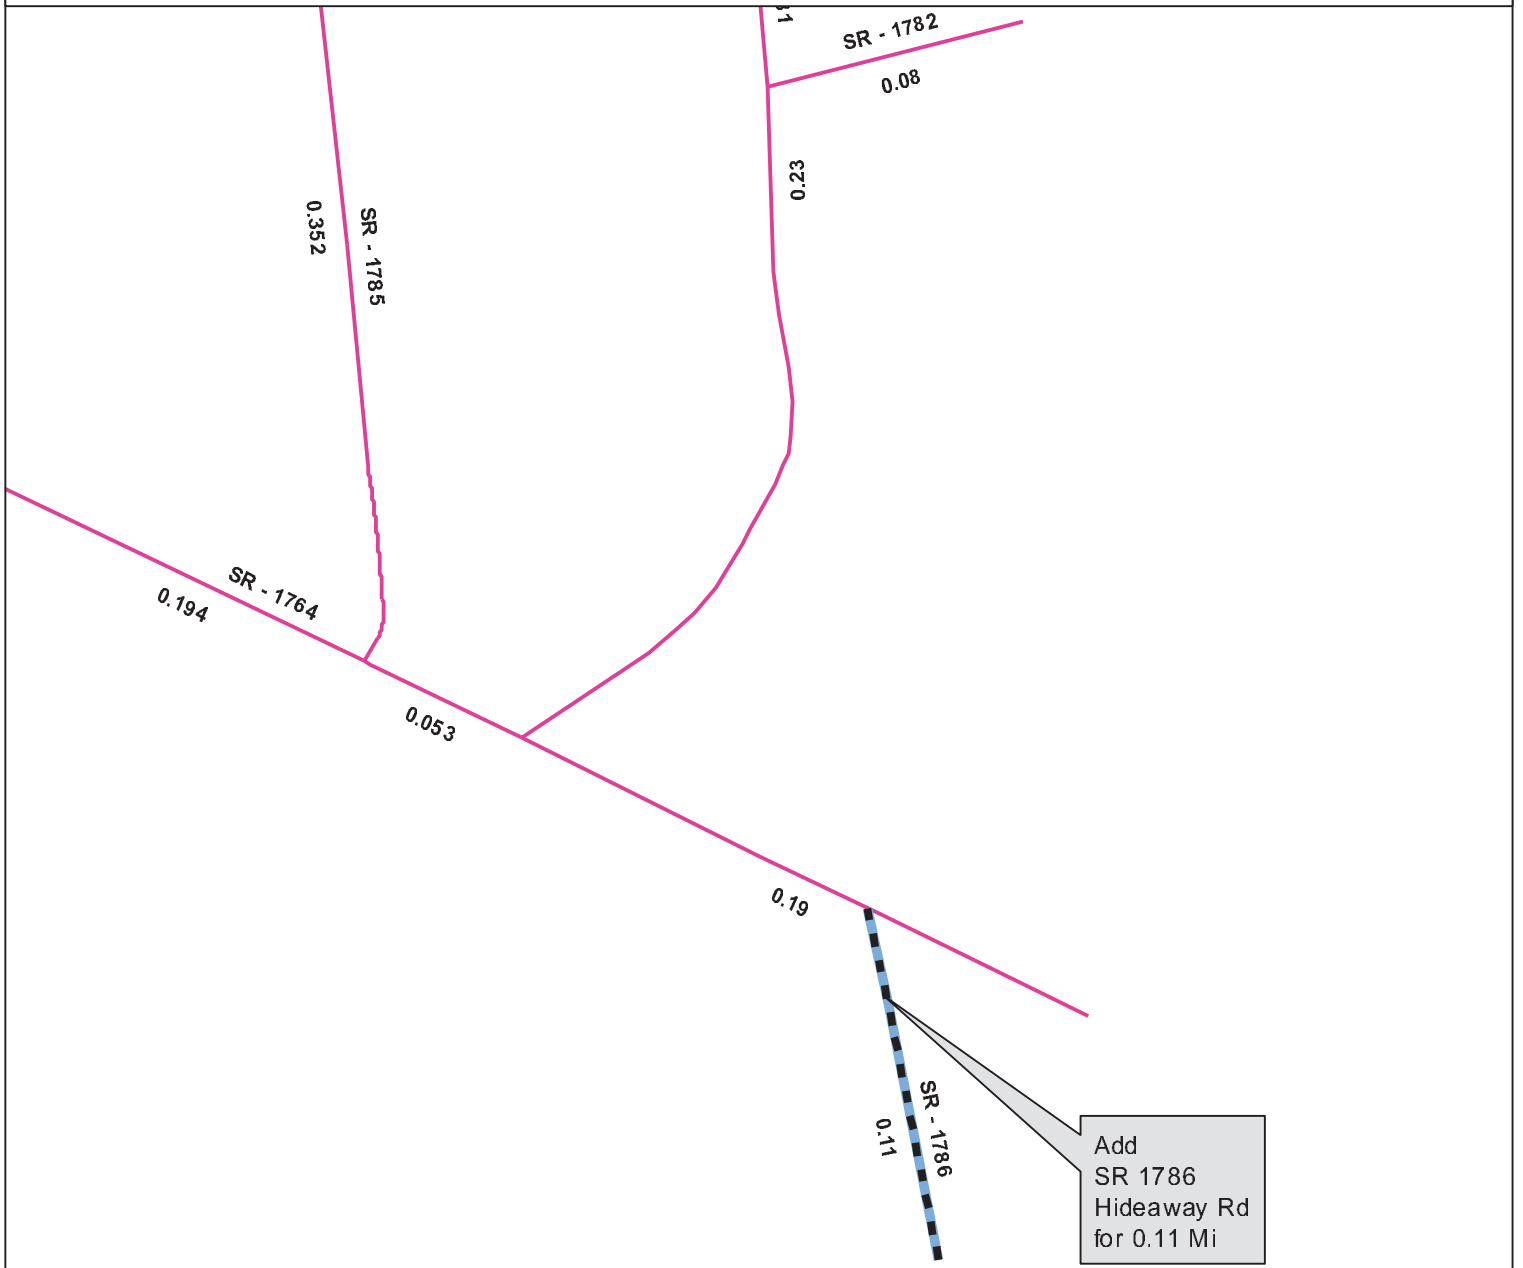 SR - 1782
0.08
0.23
0.352
SR - 1785
SR - 1764
0.194
0.053
0.19
SR - 1786
0.11
Add
SR 1786
Hideaway Rd
for 0.11 Mi